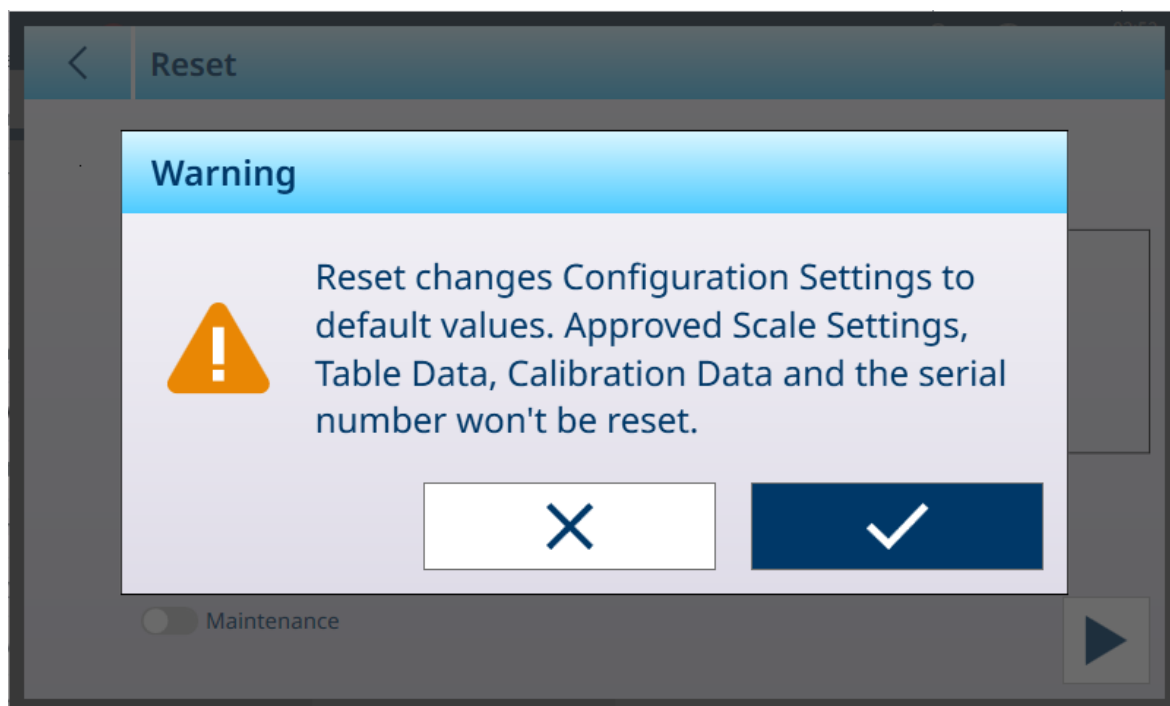 Reset
Warning
Reset changes Configuration Settings to
default values. Approved Scale Settings,
Table Data, Calibration Data and the serial
number won't be reset.
Maintenance